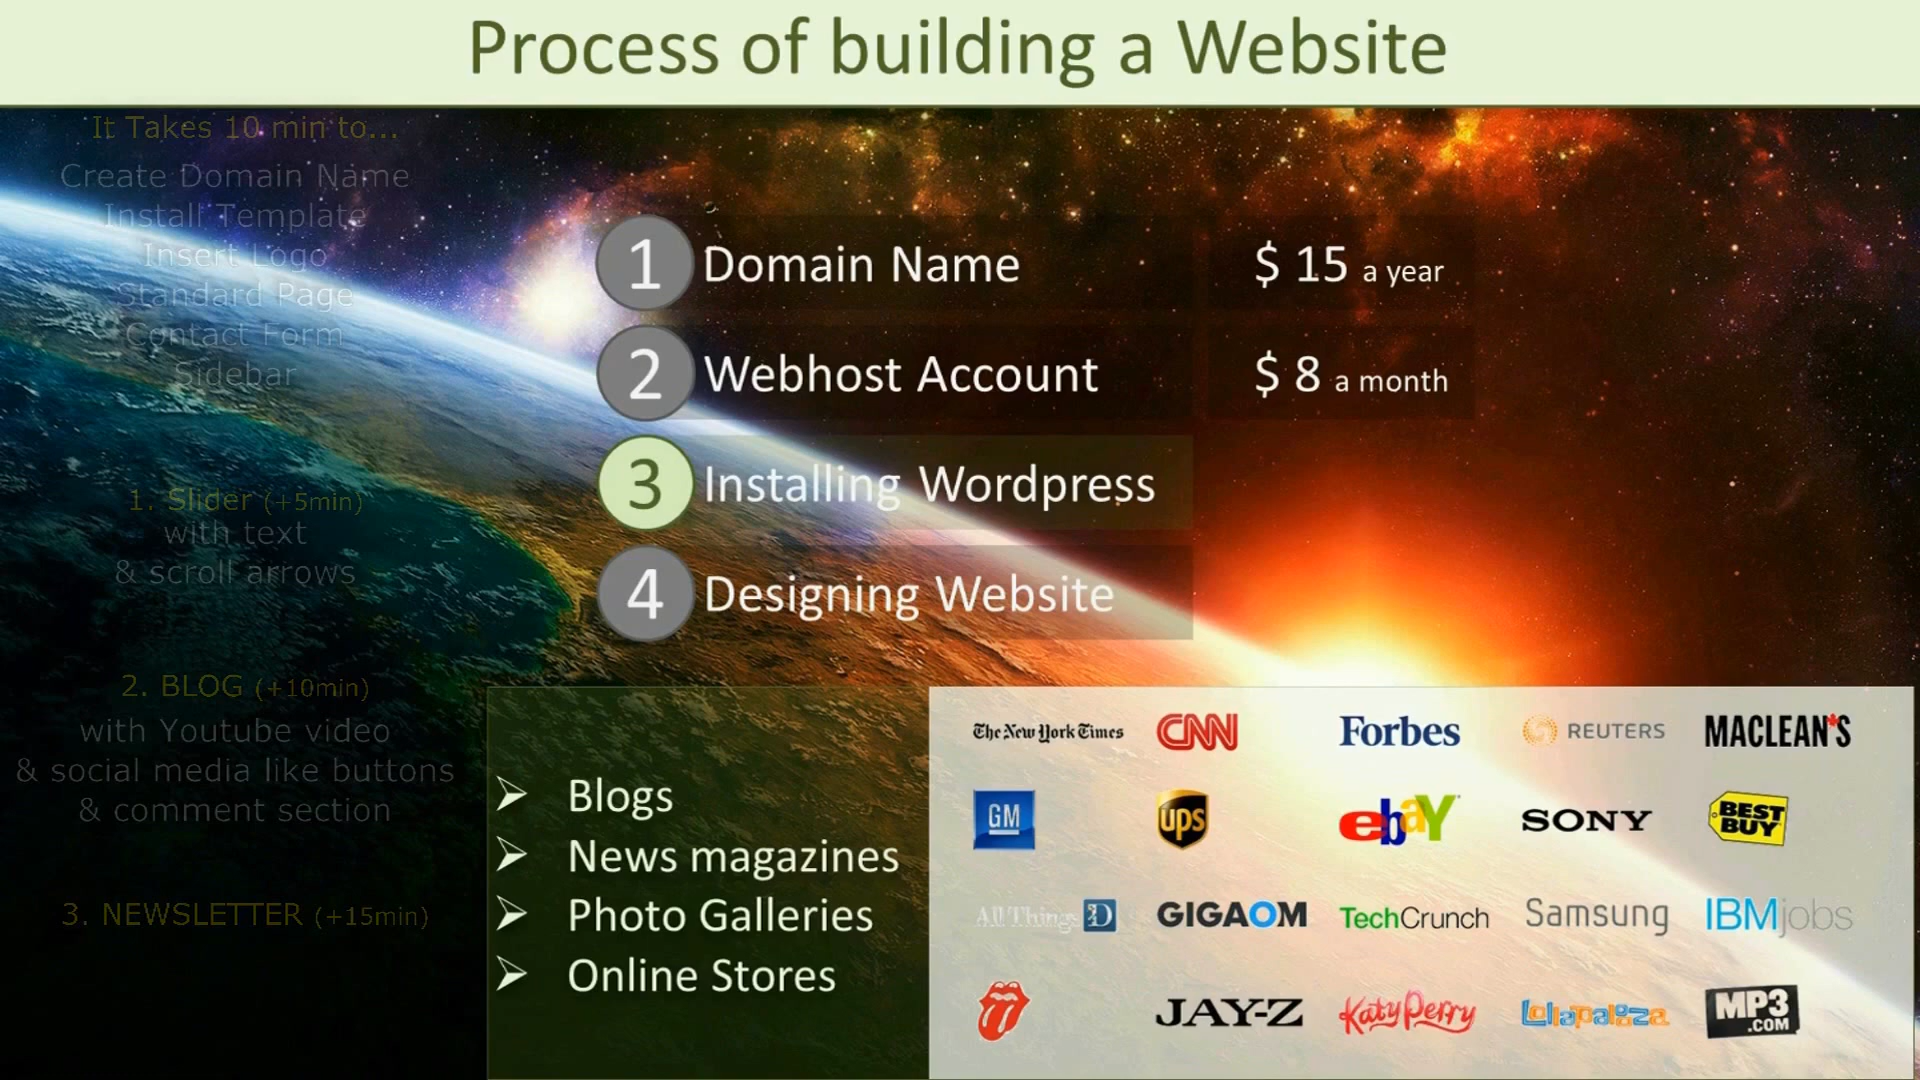 Process of building a Website
It Takes 10 min to...
Create Domain Name
Install Template
Insert Logo
Standard Page
Contact Form
Sidebar
1. Slider (+5min)
with text
& scroll arrows
2. BLOG (+10min)
with Youtube video
& social media like buttons
& comment section
3. NEWSLETTER (+15min)
1 Domain Name $ 15 a year
2 Webhost Account $ 8 a month
3 Installing Wordpress
4 Designing Website
Blogs
News magazines
Photo Galleries
Online Stores
The New York Times CNN Forbes REUTERS MACLEAN'S
GM ups ebaY SONY BEST BUY
All Things D GIGAOM TechCrunch Samsung IBMjobs
JAY-Z Katy Perry Lollapalooza MP3.COM